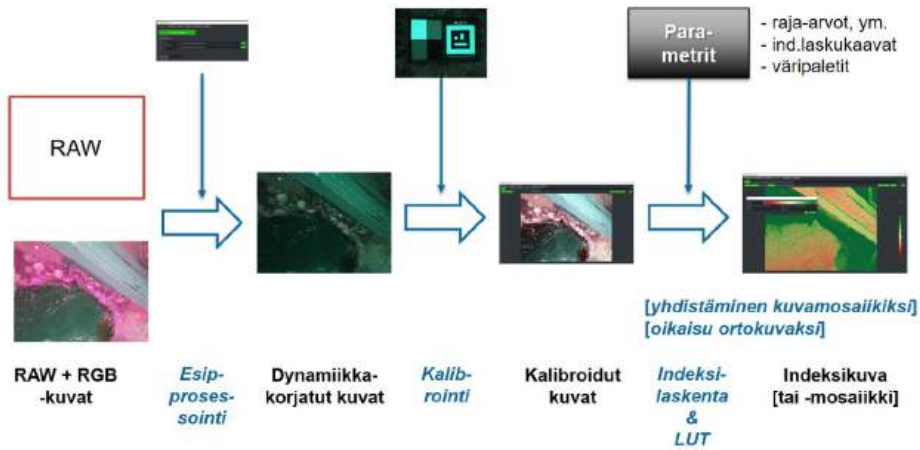 Para-
metrit
- raja-arvot, ym.
- ind.laskukaavat
- väripaletit
RAW
[yhdistäminen kuvamosaiikiksi]
[oikaisu ortokuvaksi]
RAW + RGB
-kuvat
Esip-
proses-
sointi
Dynamiikka-
korjatut kuvat
Kalib-
rointi
Kalibroidut
kuvat
Indeksi-
laskenta
&
LUT
Indeksikuva
[tai -mosaiikki]